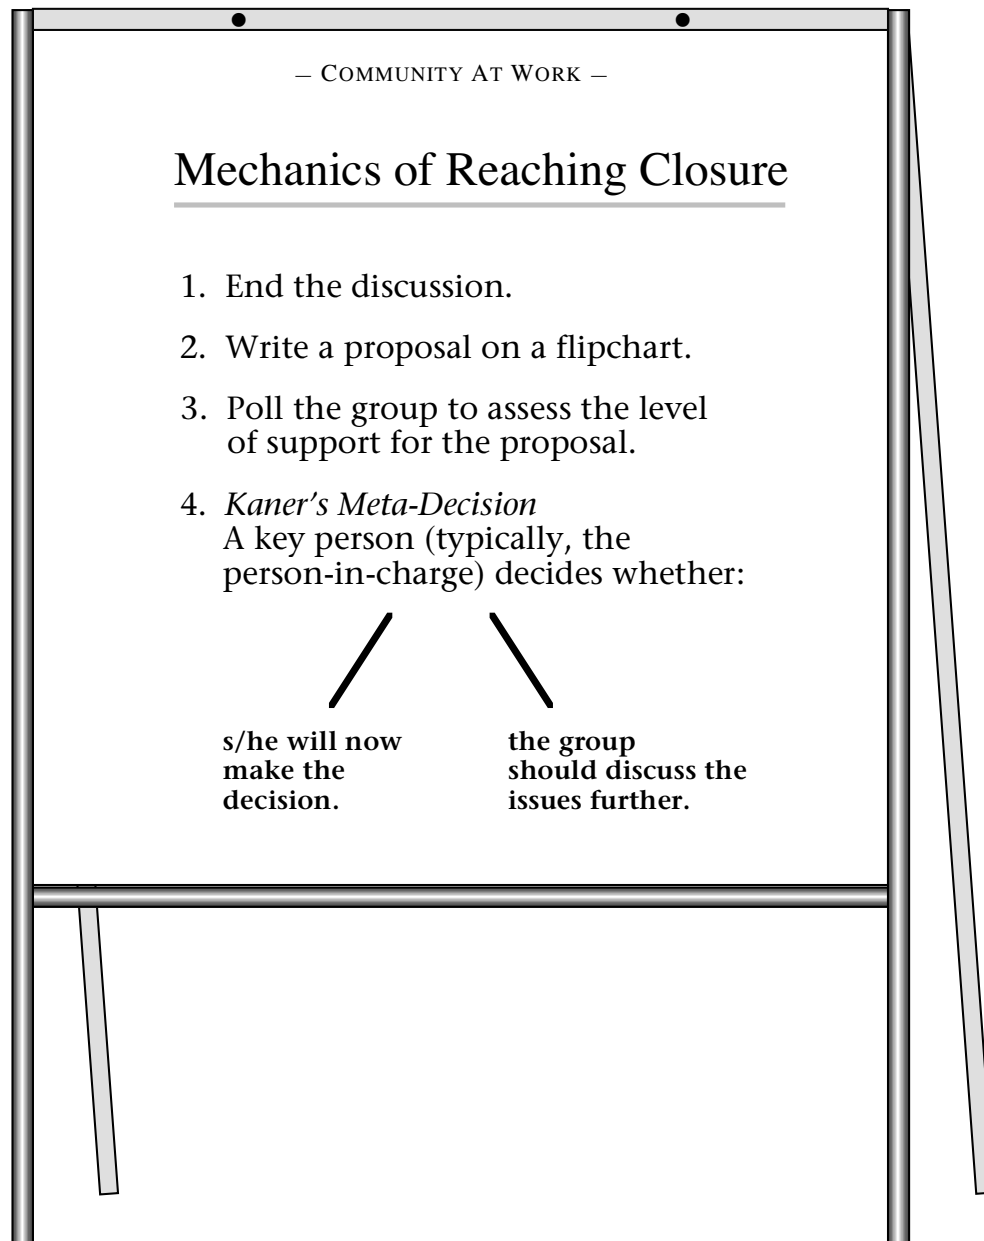 — COMMUNITY AT WORK —
Mechanics of Reaching Closure
1. End the discussion.
2. Write a proposal on a flipchart.
3. Poll the group to assess the level
of support for the proposal.
4. Kaner's Meta-Decision
A key person (typically, the
person-in-charge) decides whether:
s/he will now
make the
decision.
the group
should discuss the
issues further.